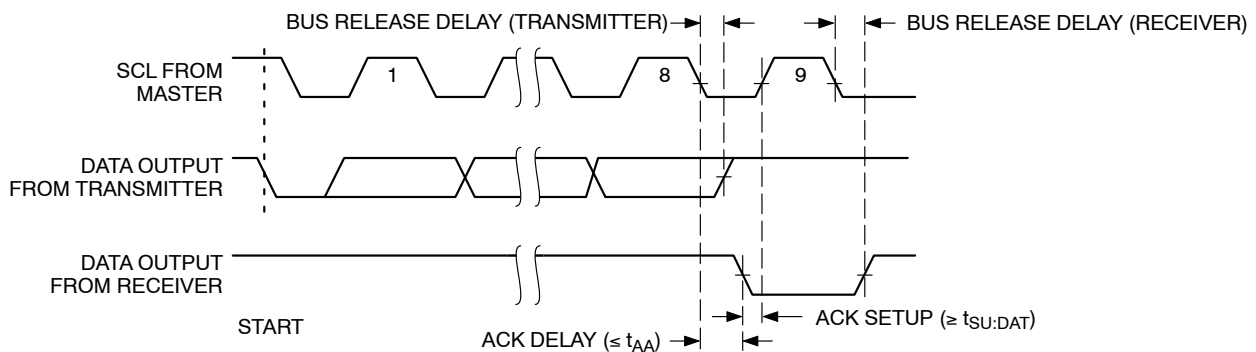 BUS RELEASE DELAY (TRANSMITTER)
BUS RELEASE DELAY (RECEIVER)
SCL FROM
MASTER
1
8
9
DATA OUTPUT
FROM TRANSMITTER
DATA OUTPUT
FROM RECEIVER
START
ACK DELAY (≤ tAA)
ACK SETUP (≥ tSU:DAT)